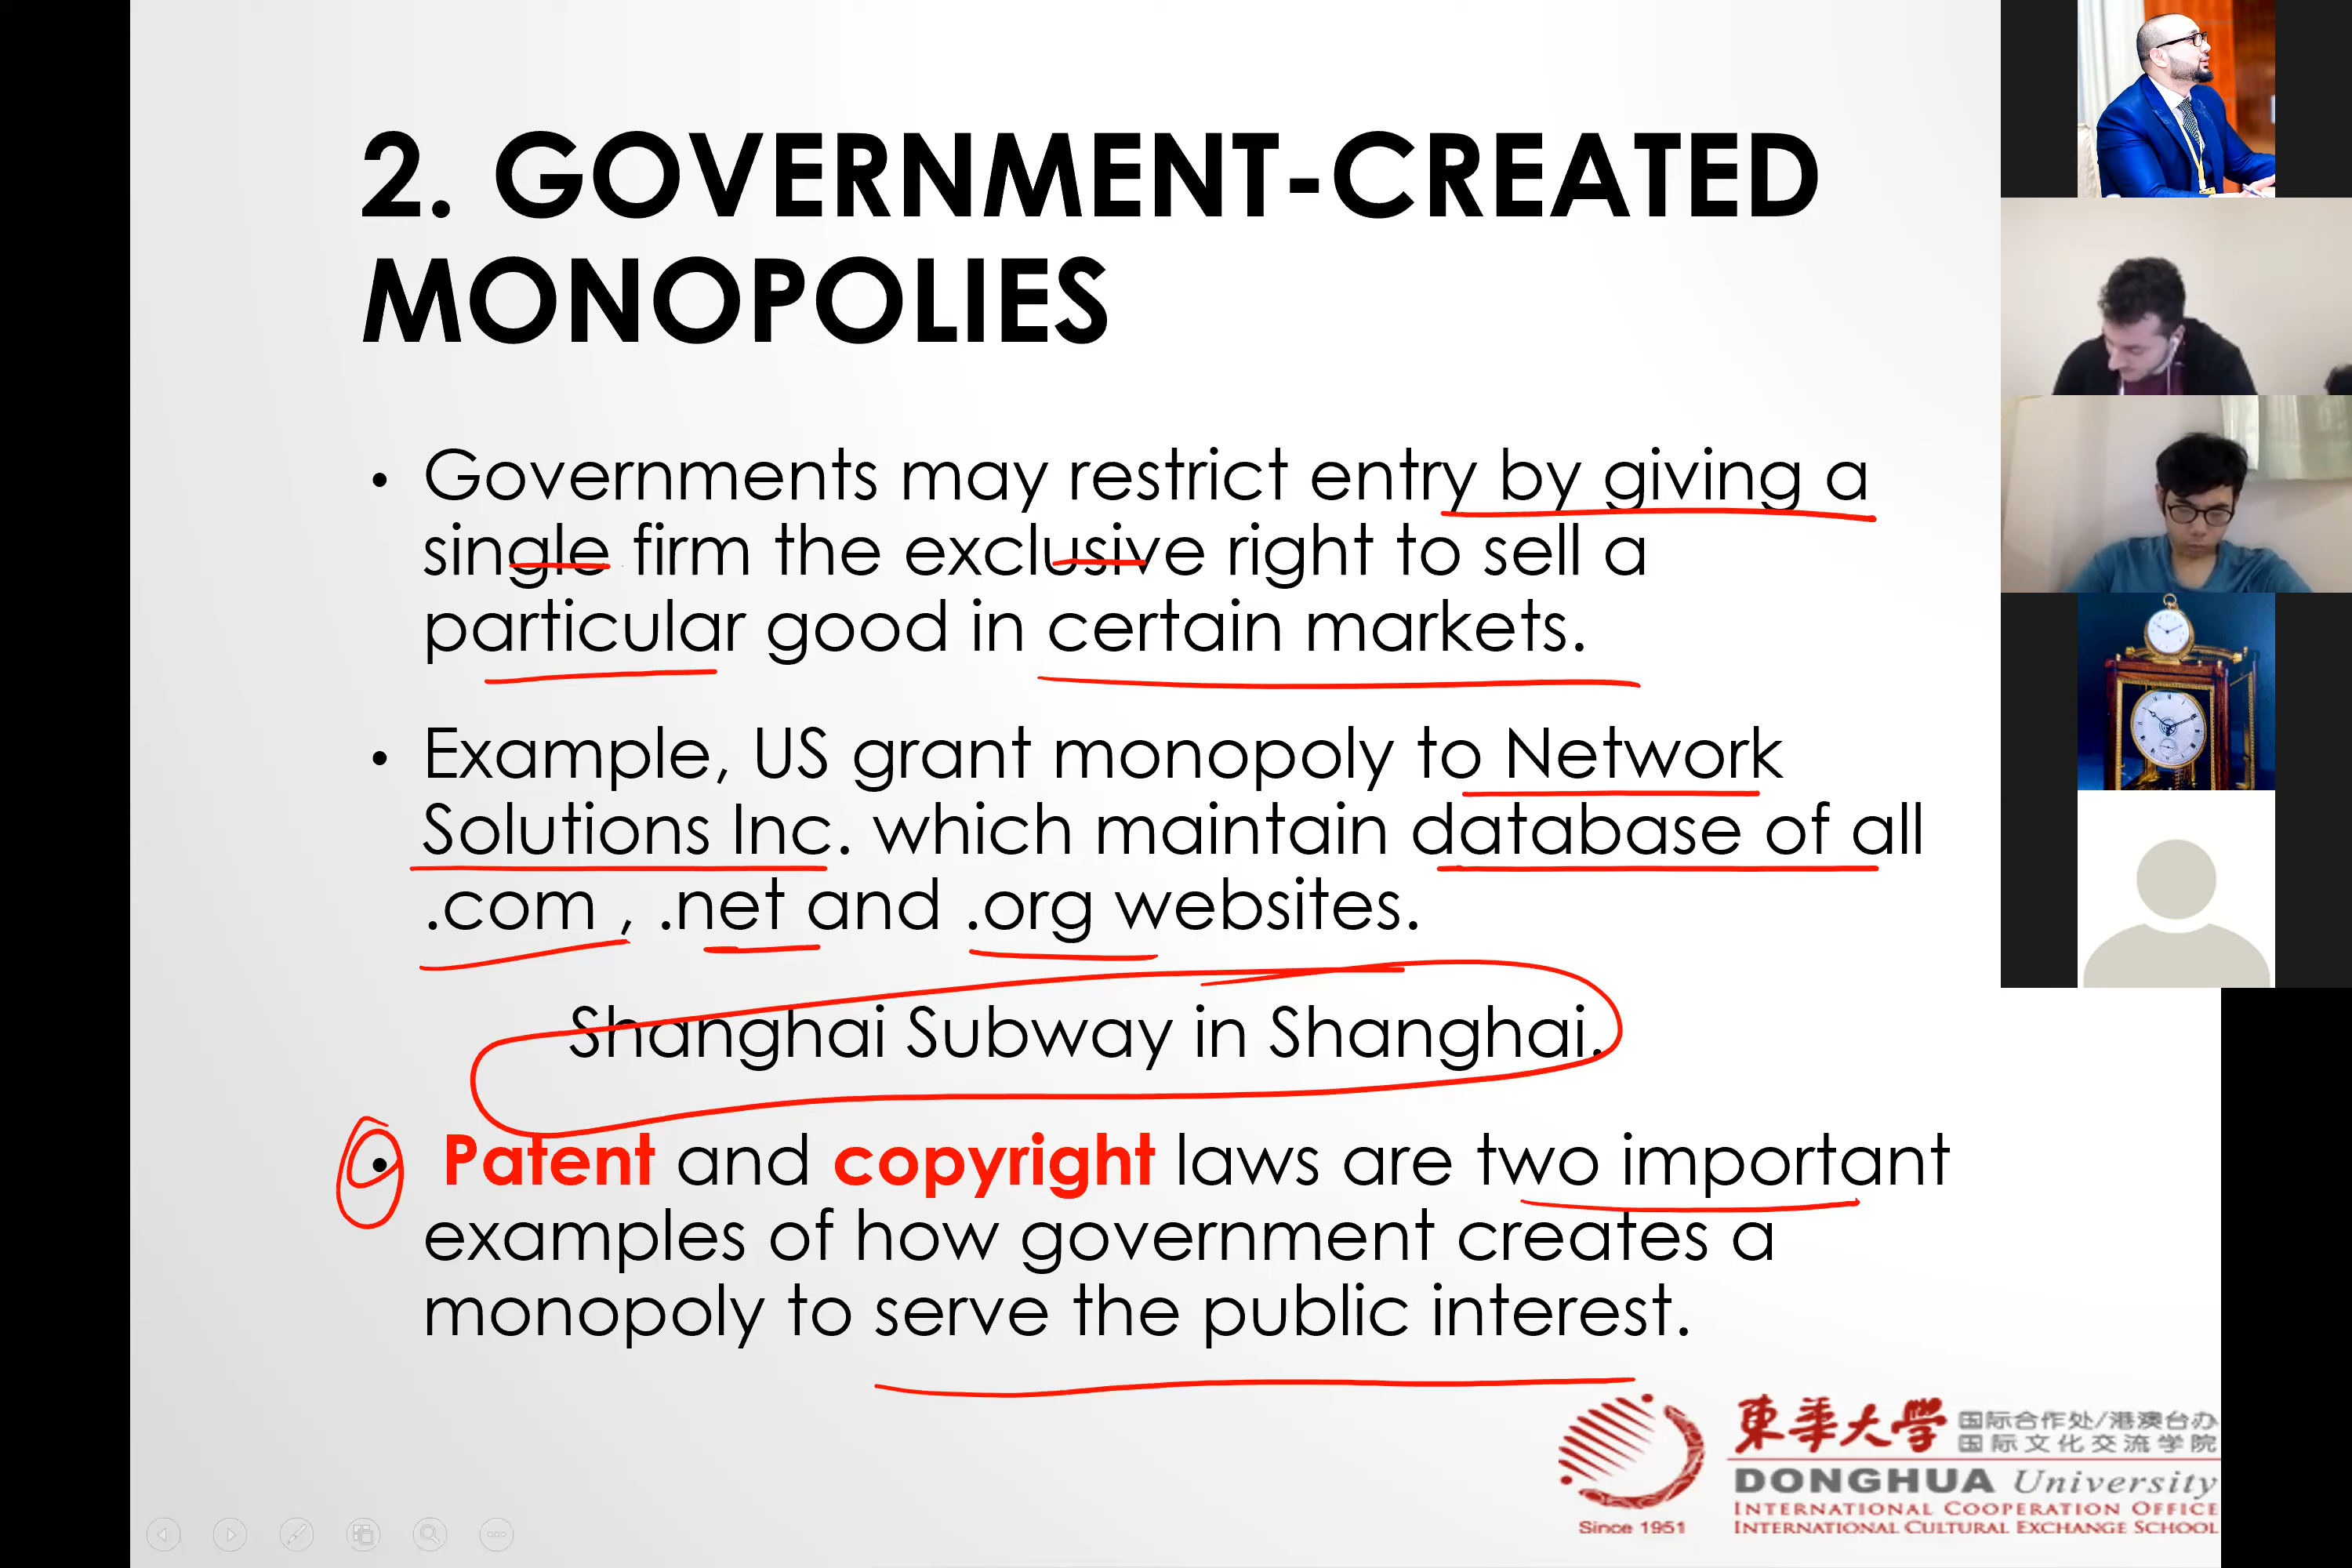 2. GOVERNMENT-CREATED
MONOPOLIES
• Governments may restrict entry by giving a
single firm the exclusive right to sell a
particular good in certain markets.
• Example, US grant monopoly to Network
Solutions Inc. which maintain database of all
.com , .net and .org websites.
Shanghai Subway in Shanghai.
• Patent and copyright laws are two important
examples of how government creates a
monopoly to serve the public interest.
東華大學
国际合作处/港澳台办
国际文化交流学院
DONGHUA University
INTERNATIONAL COOPERATION OFFICE
INTERNATIONAL CULTURAL EXCHANGE SCHOOL
Since 1951